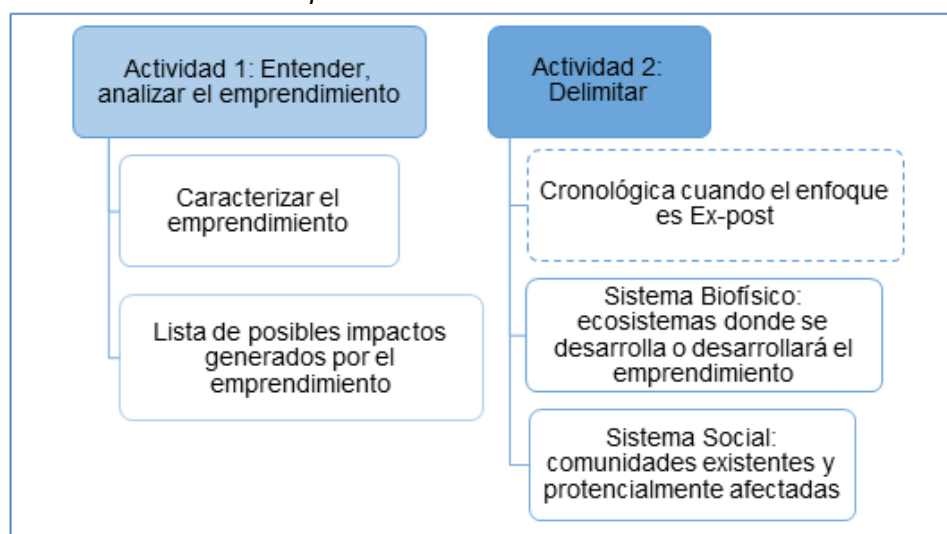 Actividad 1: Entender,
analizar el emprendimiento
Caracterizar el
emprendimiento
Lista de posibles impactos
generados por el
emprendimiento
Actividad 2:
Delimitar
Cronológica cuando el enfoque
es Ex-post
Sistema Biofísico:
ecosistemas donde se
desarrolla o desarrollará el
emprendimiento
Sistema Social:
comunidades existentes y
protencialmente afectadas